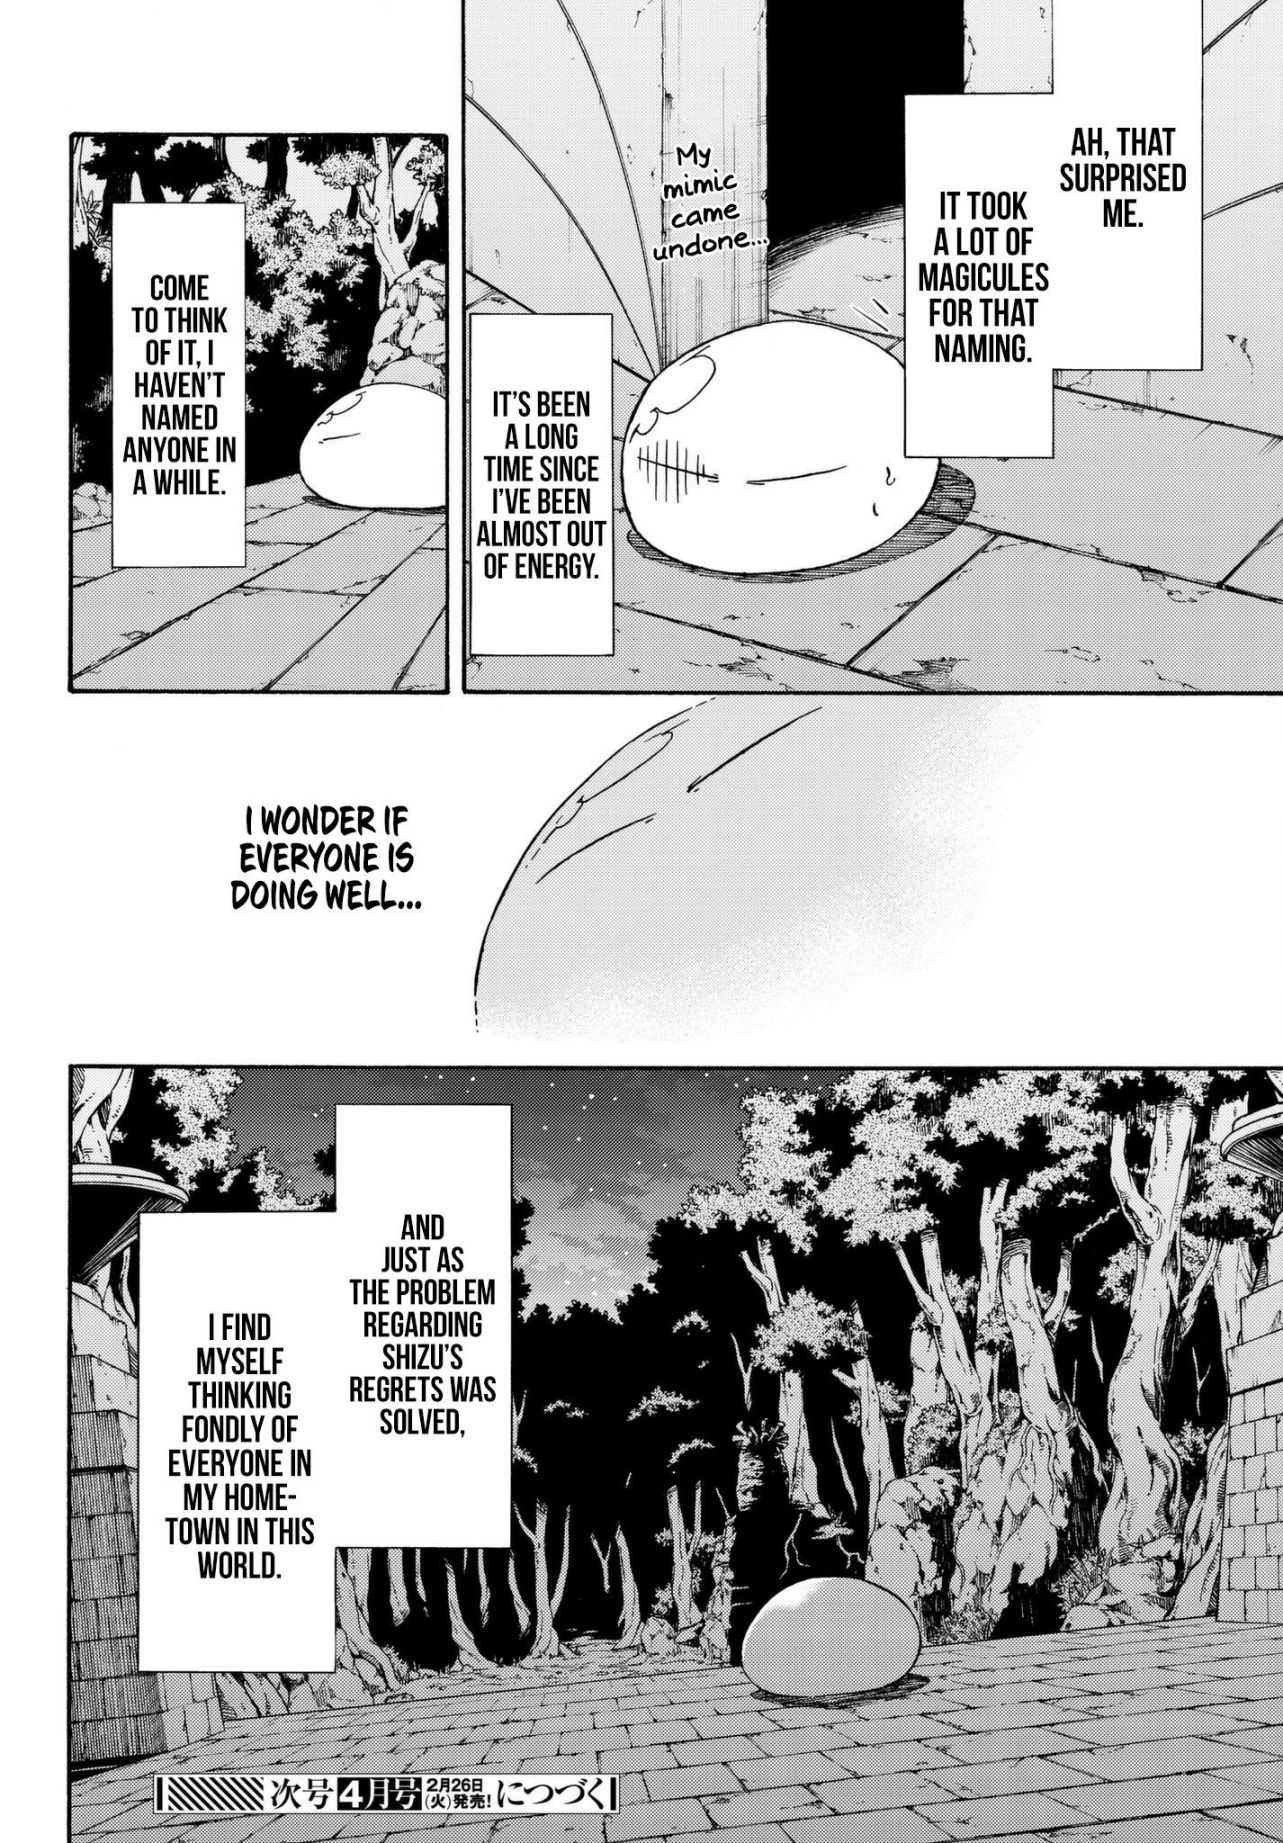 AH, THAT
SURPRISED
ME.
IT TOOK
A LOT OF
MAGICULES
FOR THAT
NAMING.
My
mimic
came
undone...
IT'S BEEN
A LONG
TIME SINCE
I'VE BEEN
ALMOST OUT
OF ENERGY.
COME
TO THINK
OF IT, I
HAVEN'T
NAMED
ANYONE IN
A WHILE.
I WONDER IF
EVERYONE IS
DOING WELL...
AND
JUST AS
THE PROBLEM
REGARDING
SHIZU'S
REGRETS WAS
SOLVED,
I FIND
MYSELF
THINKING
FONDLY OF
EVERYONE IN
MY HOME-
TOWN IN THIS
WORLD.
次号4月号2月26日(火)発売!につづく